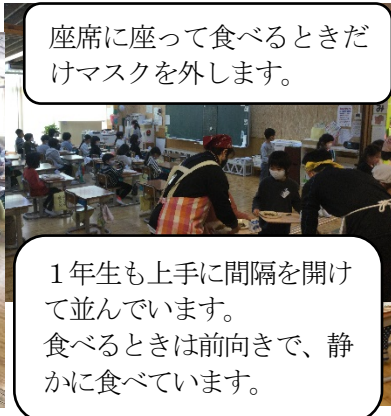 座席に座って食べるときだ
けマスクを外します。
１年生も上手に間隔を開け
て並んでいます。
食べるときは前向きで、静
かに食べています。